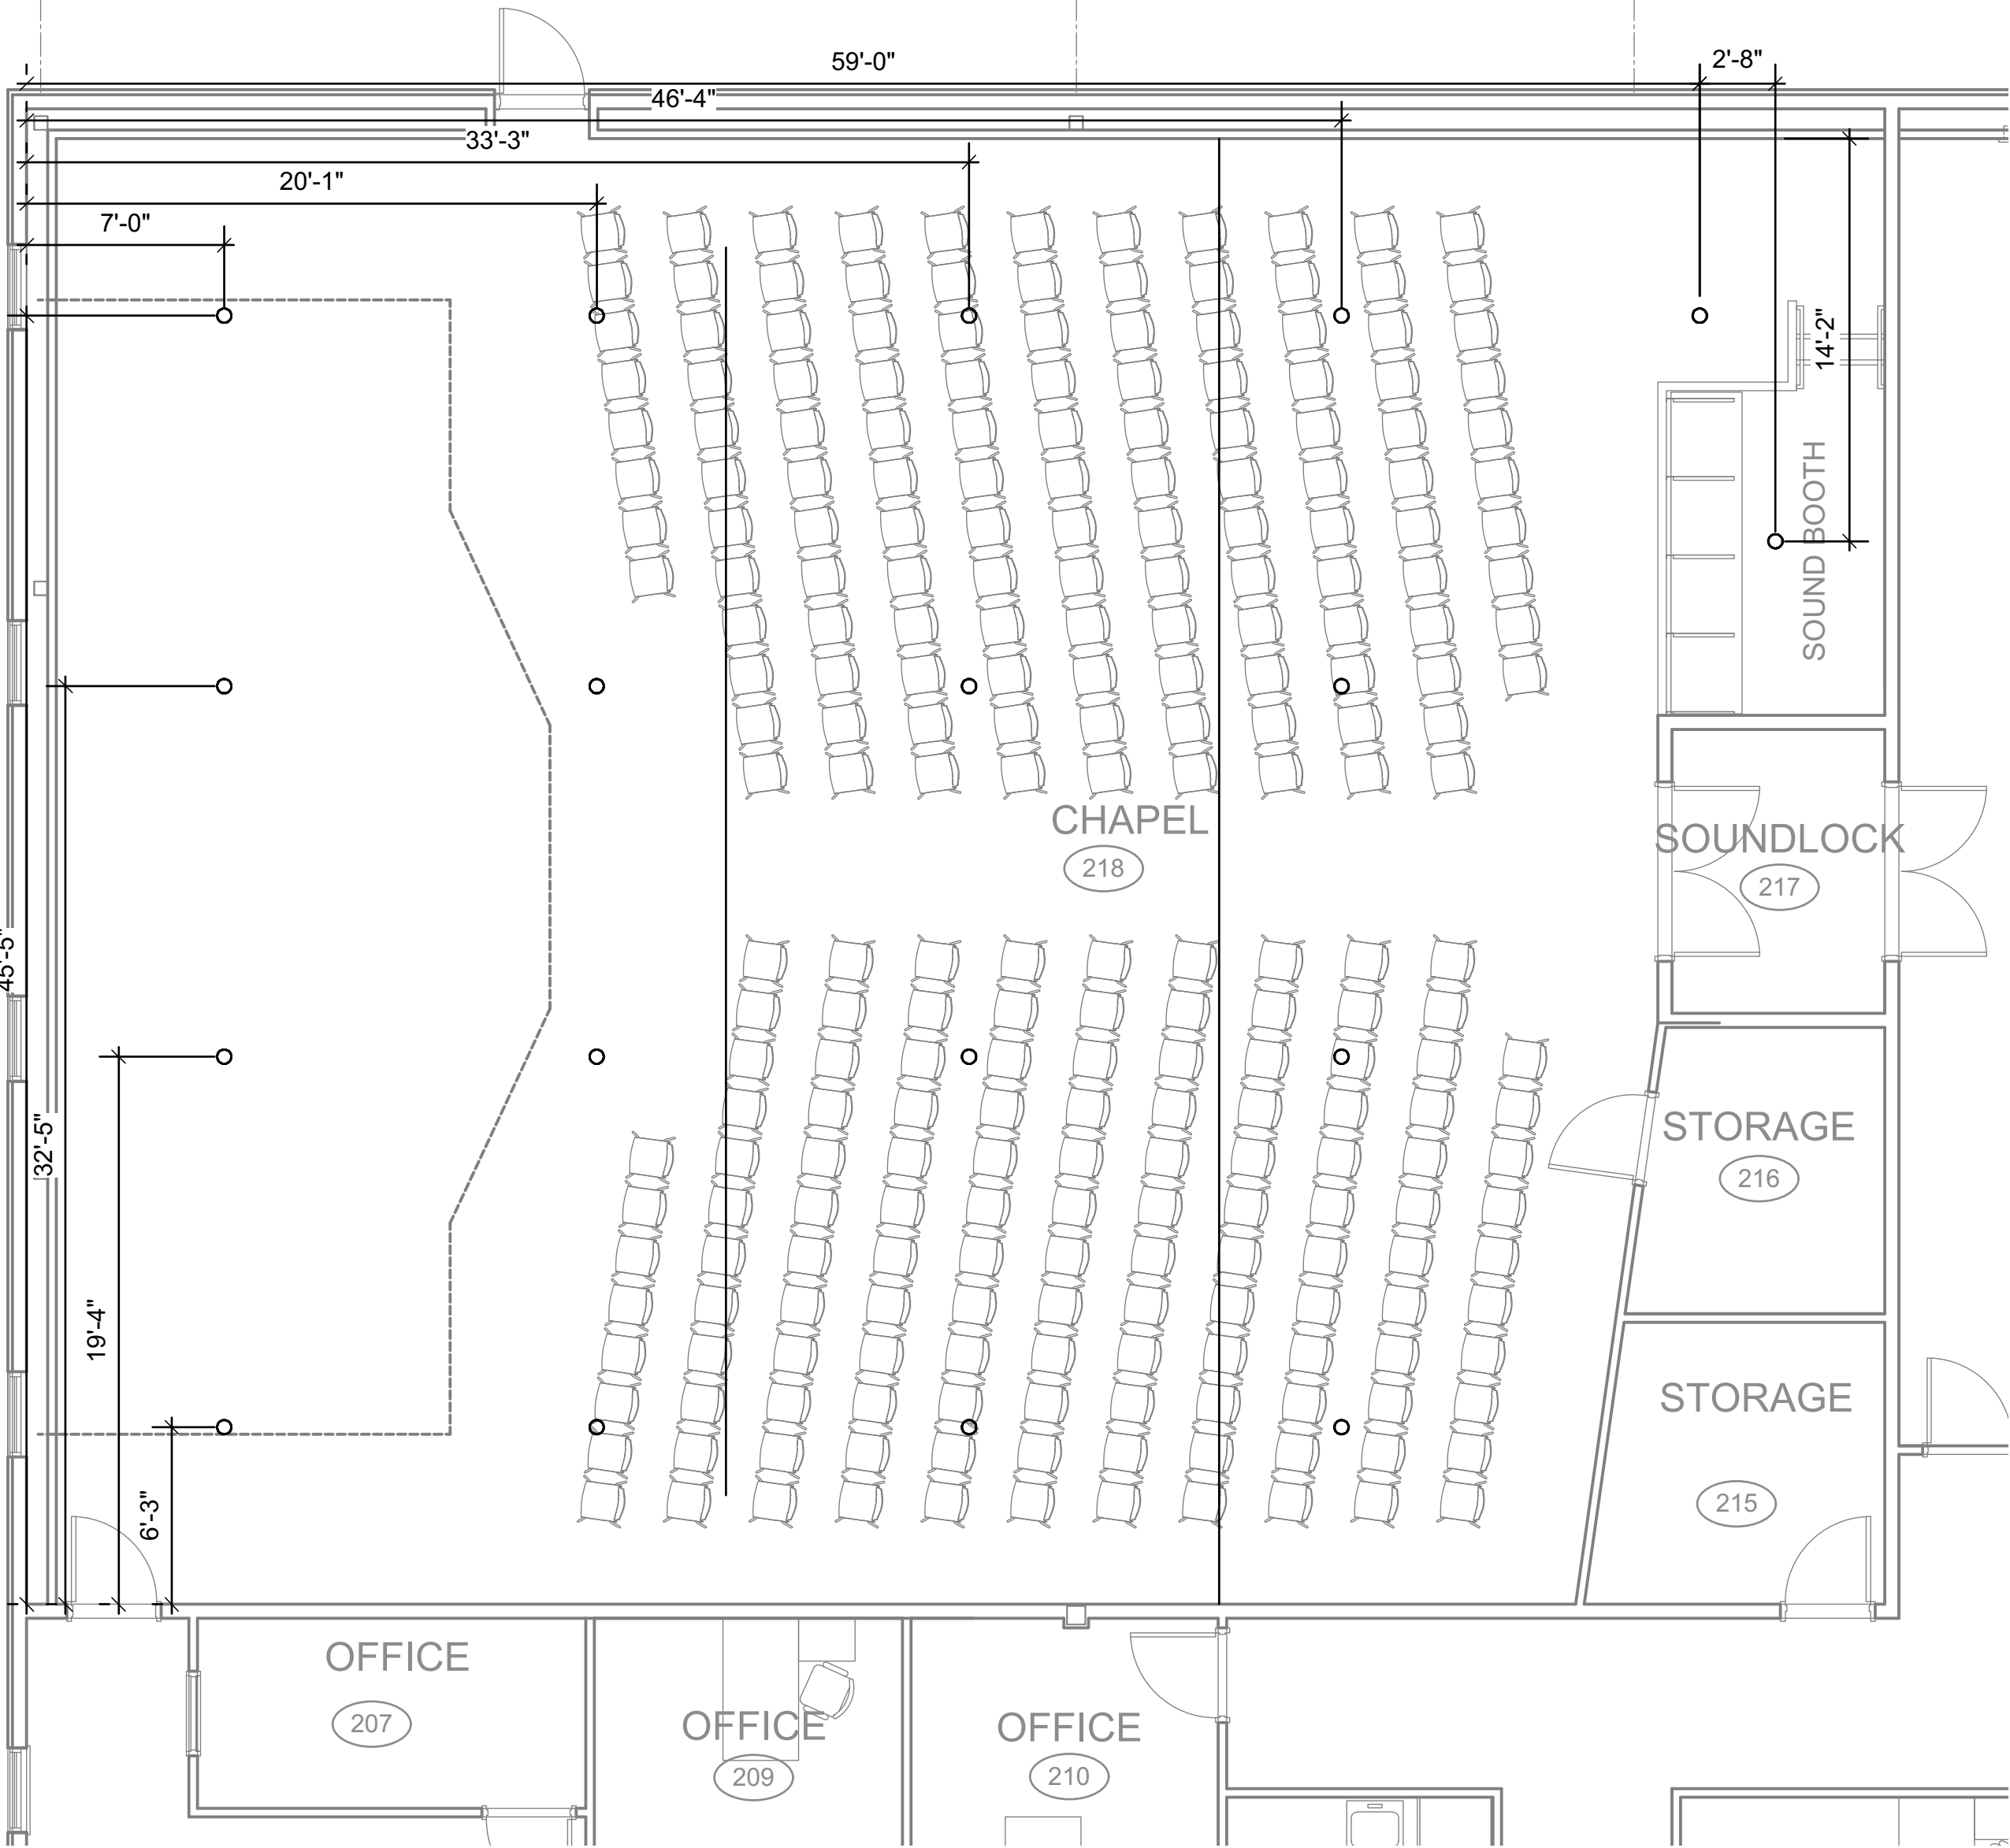 59'-0"
2'-8"
46'-4"
33'-3"
20'-1"
7'-0"
14'-2"
SOUND BOOTH
CHAPEL
218
SOUNDLOCK
217
45'-5"
32'-5"
STORAGE
216
19'-4"
STORAGE
215
6'-3"
OFFICE
207
OFFICE
209
OFFICE
210